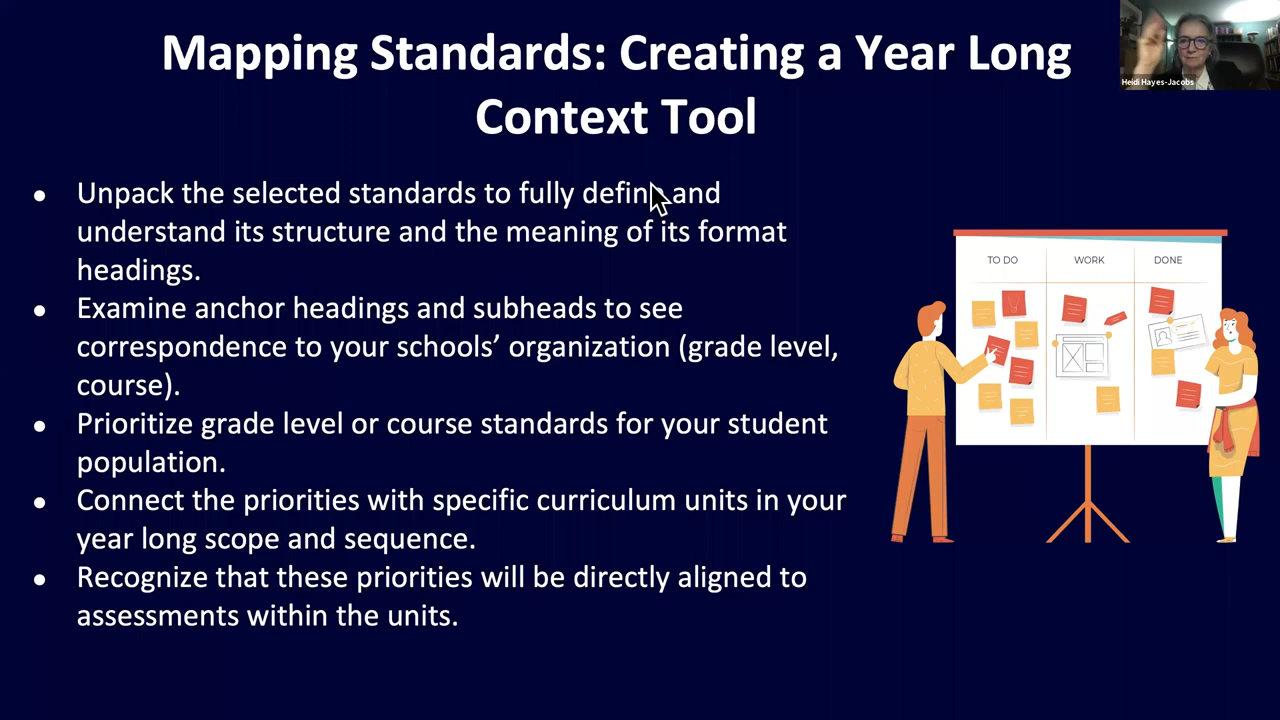 Mapping Standards: Creating a Year Long
Context Tool
Heidi Hayes-Jacobs
• Unpack the selected standards to fully define and
understand its structure and the meaning of its format
headings.
• Examine anchor headings and subheads to see
correspondence to your schools’ organization (grade level,
course).
• Prioritize grade level or course standards for your student
population.
• Connect the priorities with specific curriculum units in your
year long scope and sequence.
• Recognize that these priorities will be directly aligned to
assessments within the units.
TO DO
WORK
DONE